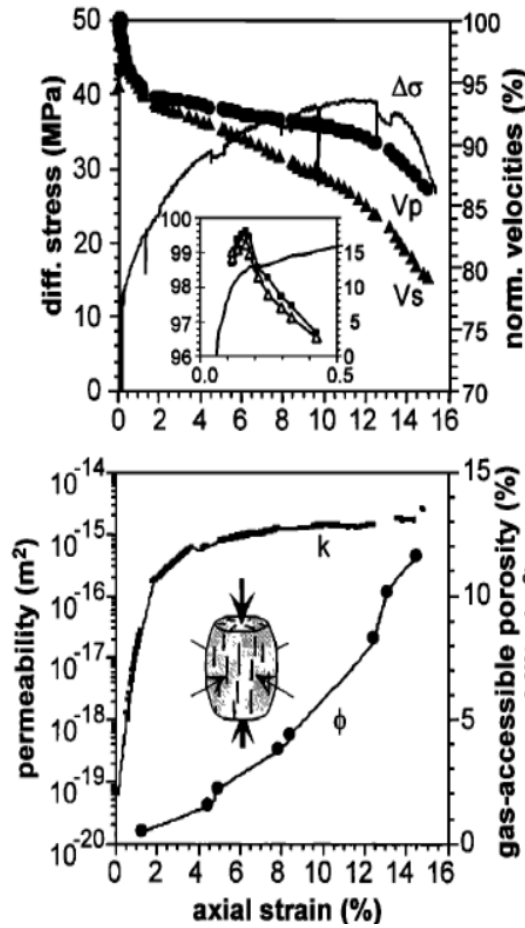 50
40
30
20
10
0
diff. stress (MPa)
100
95
90
85
80
75
70
norm. velocities (%)
Δσ
Vp
Vs
100
99
98
97
96
15
10
5
0
0.0
0.5
0 2 4 6 8 10 12 14 16
10⁻¹⁴
10⁻¹⁵
10⁻¹⁶
10⁻¹⁷
10⁻¹⁸
10⁻¹⁹
10⁻²⁰
permeability (m²)
15
10
5
0
gas-accessible porosity (%)
k
ϕ
0 2 4 6 8 10 12 14 16
axial strain (%)